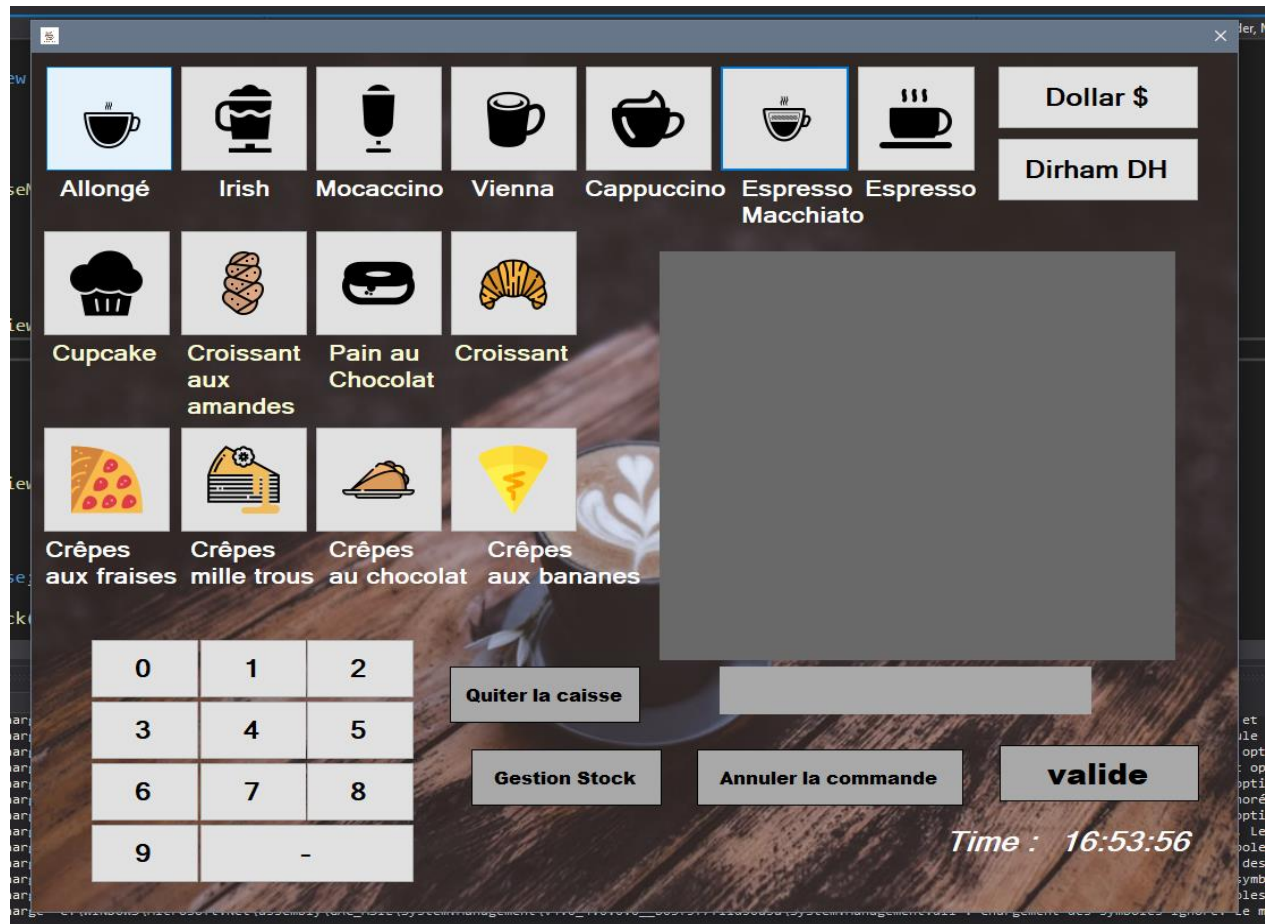 Dollar $
Dirham DH
Allongé
Irish
Mocaccino
Vienna
Cappuccino
Espresso
Macchiato
Espresso
Cupcake
Croissant
aux
amandes
Pain au
Chocolat
Croissant
Crêpes
aux fraises
Crêpes
mille trous
Crêpes
au chocolat
Crêpes
aux bananes
0
1
2
3
4
5
6
7
8
9
-
Quiter la caisse
Gestion Stock
Annuler la commande
valide
Time : 16:53:56